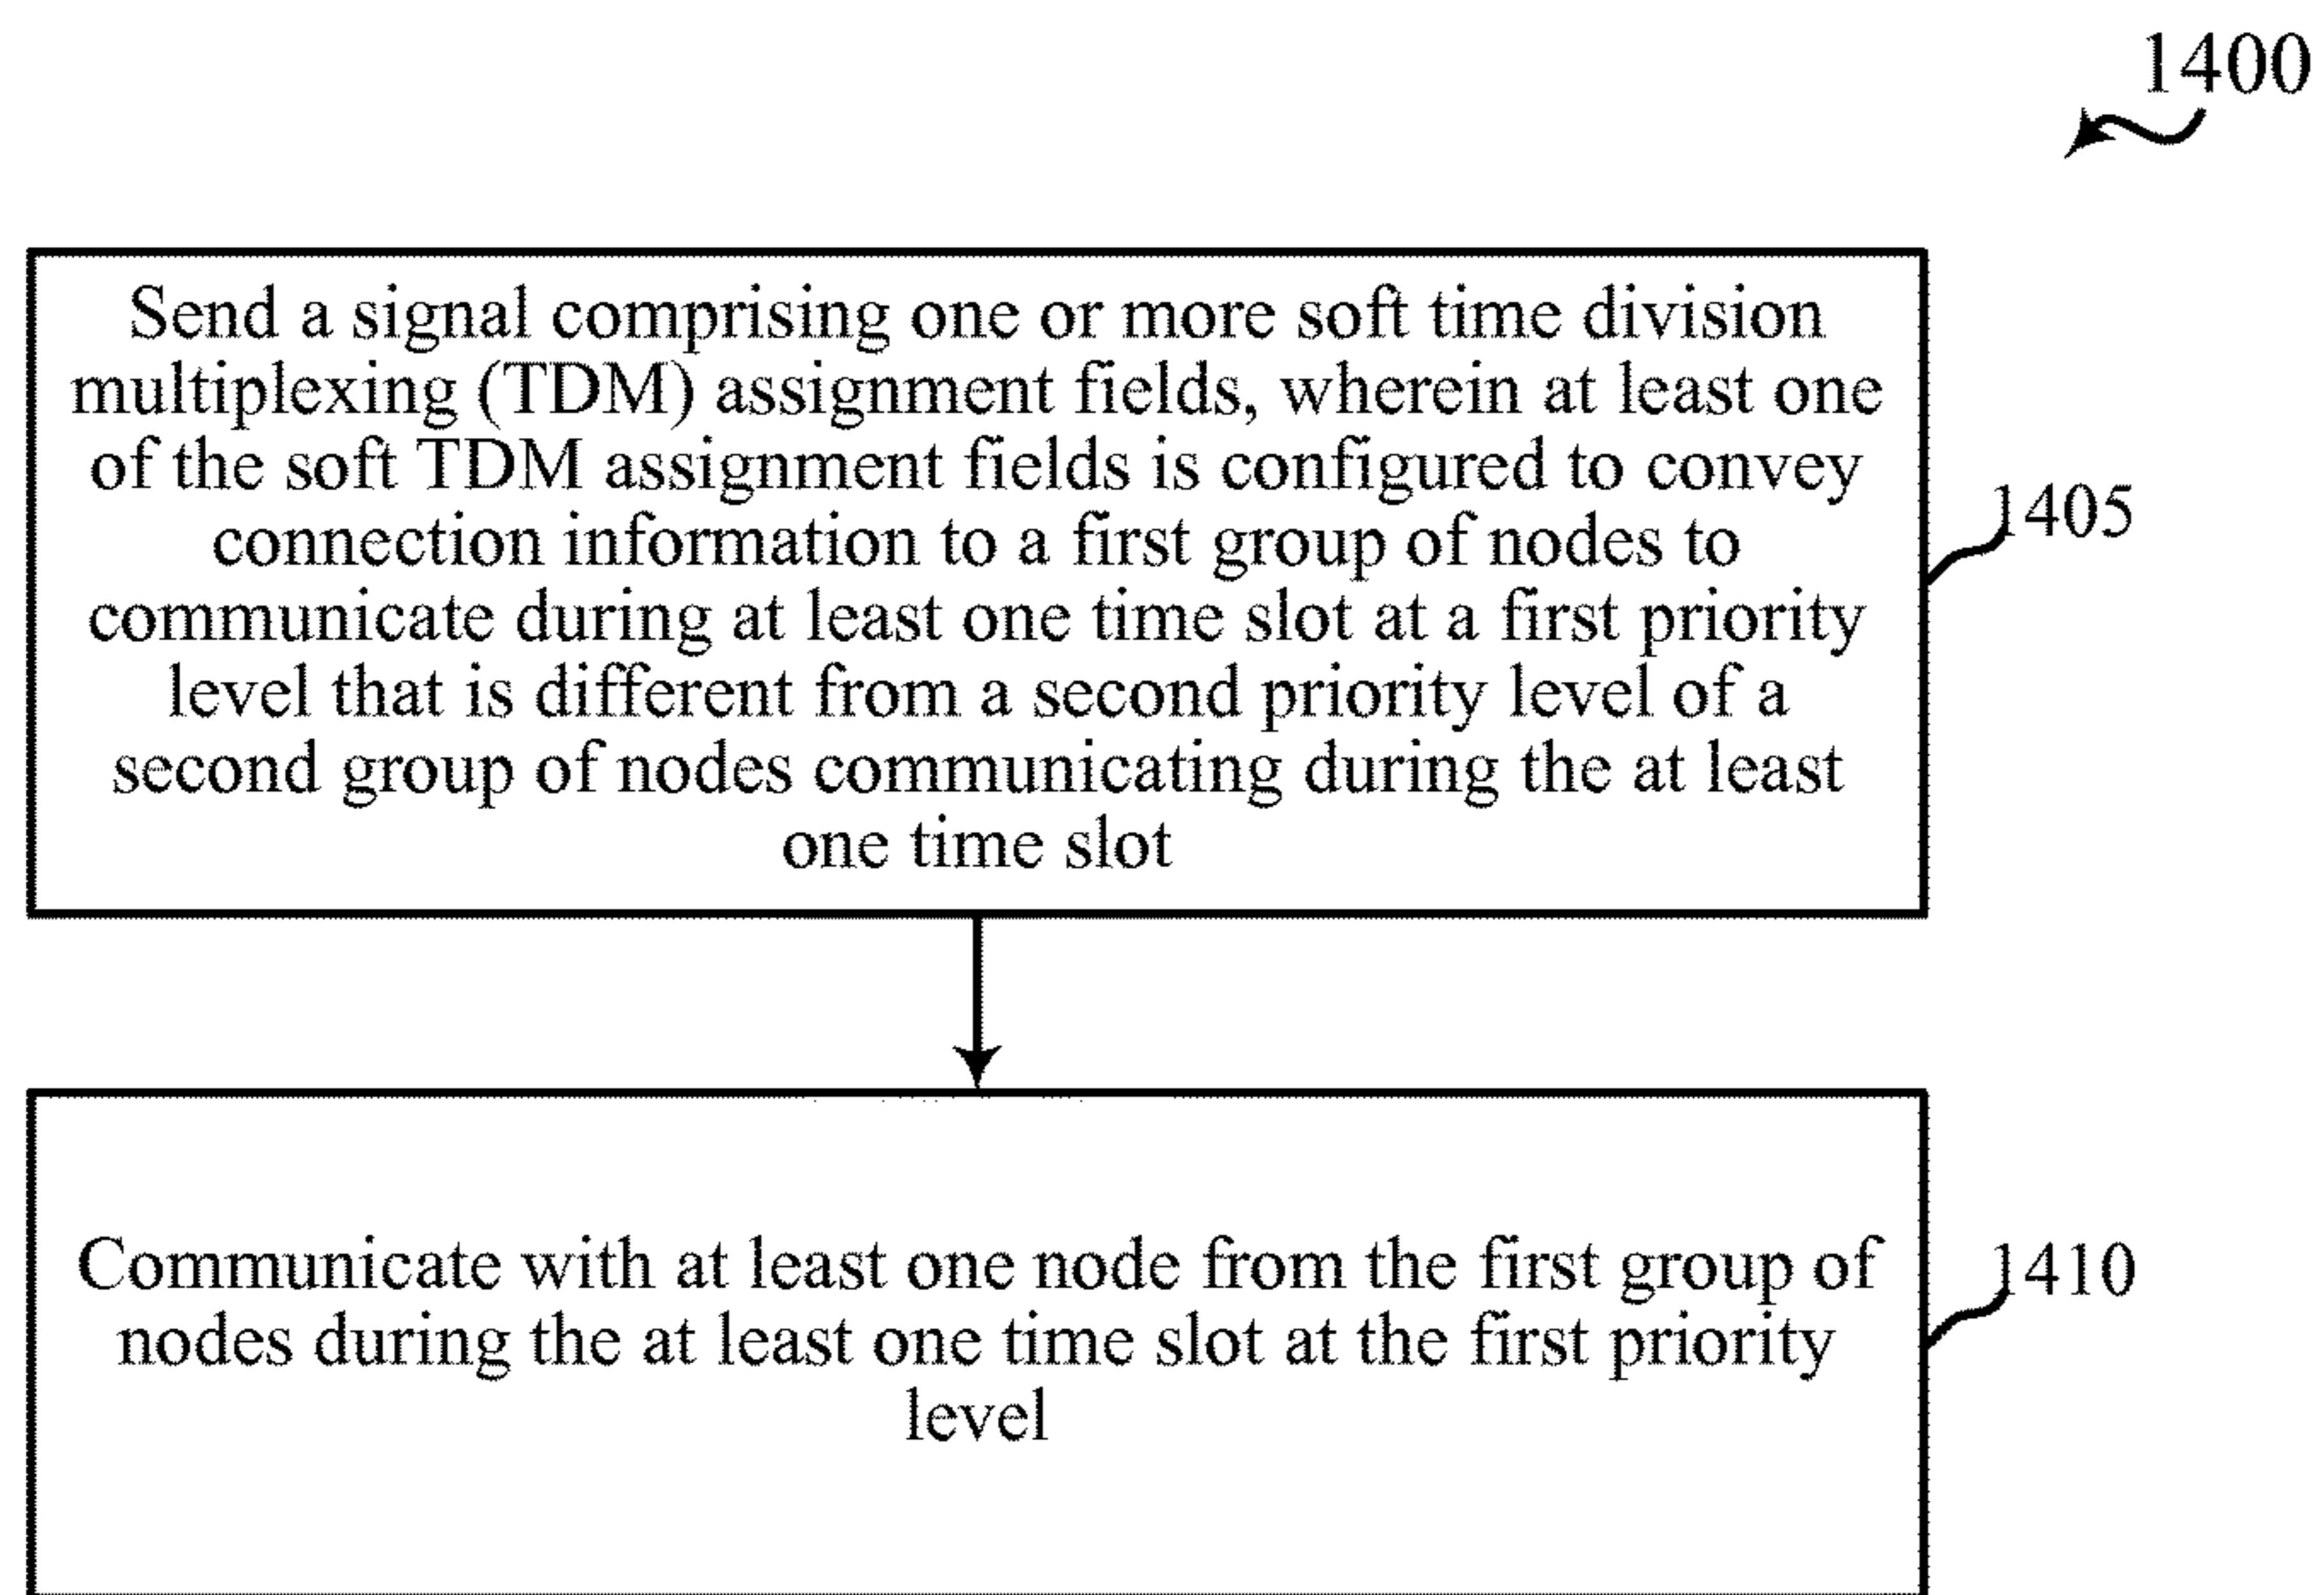 1400
Send a signal comprising one or more soft time division
multiplexing (TDM) assignment fields, wherein at least one
of the soft TDM assignment fields is configured to convey
connection information to a first group of nodes to
communicate during at least one time slot at a first priority
level that is different from a second priority level of a
second group of nodes communicating during the at least
one time slot
1405
Communicate with at least one node from the first group of
nodes during the at least one time slot at the first priority
level
1410